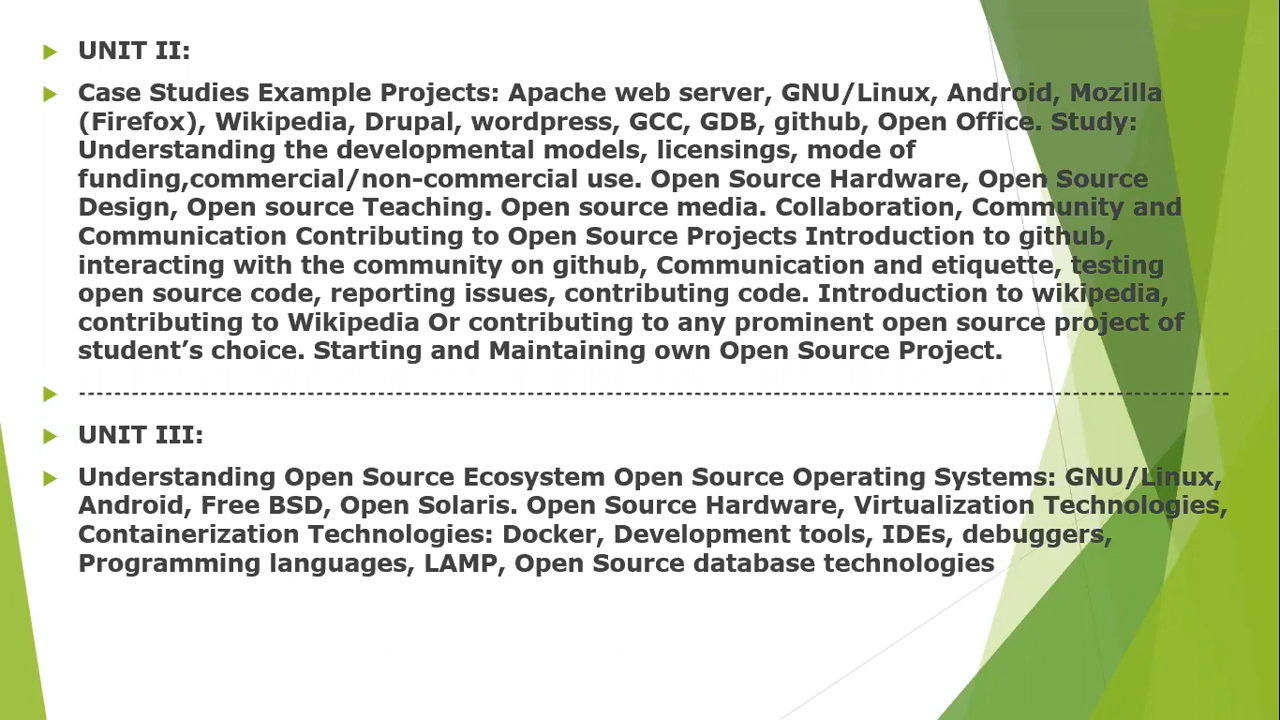 UNIT II:
Case Studies Example Projects: Apache web server, GNU/Linux, Android, Mozilla
(Firefox), Wikipedia, Drupal, wordpress, GCC, GDB, github, Open Office. Study:
Understanding the developmental models, licensings, mode of
funding,commercial/non-commercial use. Open Source Hardware, Open Source
Design, Open source Teaching. Open source media. Collaboration, Community and
Communication Contributing to Open Source Projects Introduction to github,
interacting with the community on github, Communication and etiquette, testing
open source code, reporting issues, contributing code. Introduction to wikipedia,
contributing to Wikipedia Or contributing to any prominent open source project of
student’s choice. Starting and Maintaining own Open Source Project.
--------------------------------------------------------------------------------------------------------------------------------
UNIT III:
Understanding Open Source Ecosystem Open Source Operating Systems: GNU/Linux,
Android, Free BSD, Open Solaris. Open Source Hardware, Virtualization Technologies,
Containerization Technologies: Docker, Development tools, IDEs, debuggers,
Programming languages, LAMP, Open Source database technologies